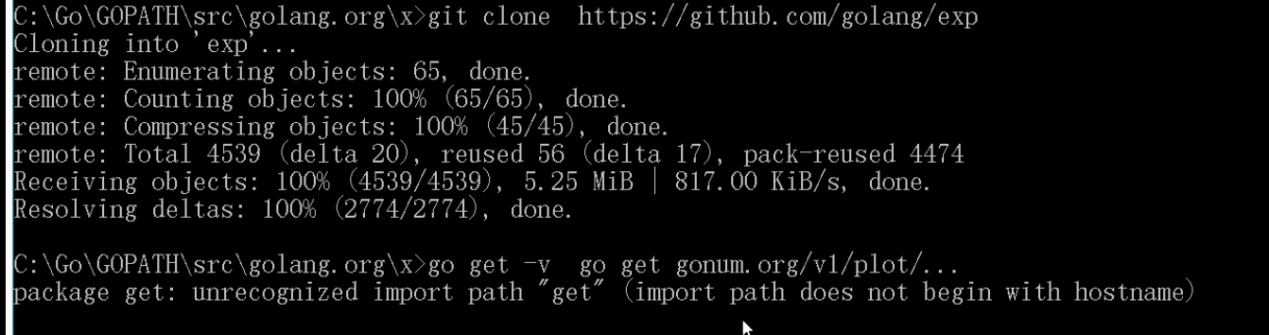 C:\Go\GOPATH\src\golang.org\x>git clone  https://github.com/golang/exp
Cloning into 'exp'...
remote: Enumerating objects: 65, done.
remote: Counting objects: 100% (65/65), done.
remote: Compressing objects: 100% (45/45), done.
remote: Total 4539 (delta 20), reused 56 (delta 17), pack-reused 4474
Receiving objects: 100% (4539/4539), 5.25 MiB | 817.00 KiB/s, done.
Resolving deltas: 100% (2774/2774), done.
C:\Go\GOPATH\src\golang.org\x>go get -v  go get gonum.org/v1/plot/...
package get: unrecognized import path "get" (import path does not begin with hostname)